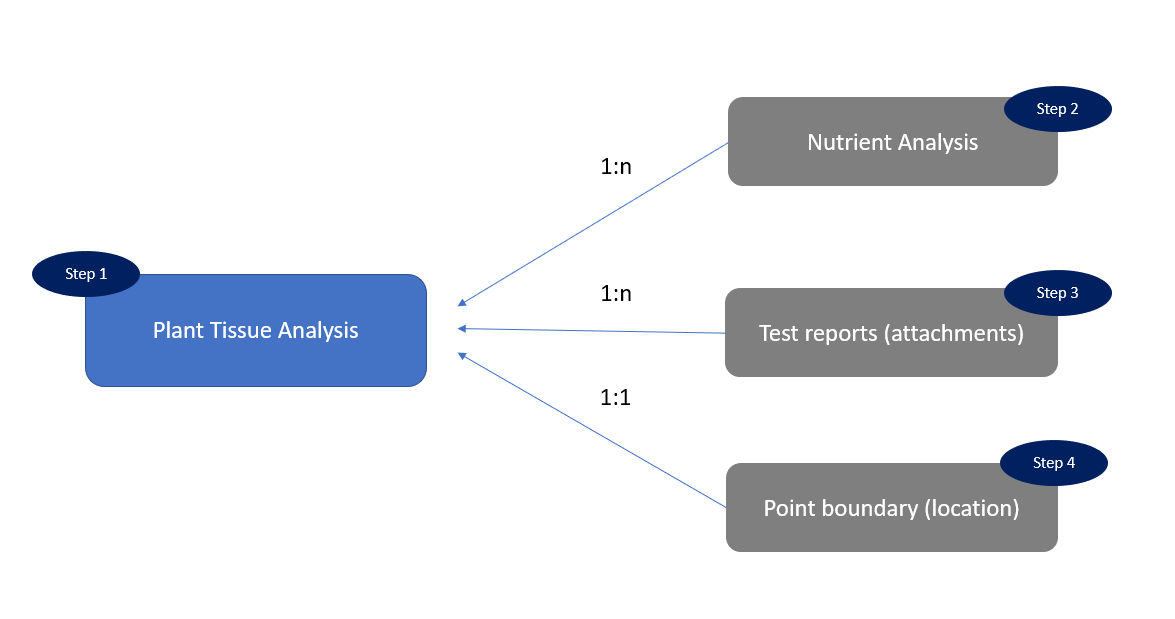 Step 1
Plant Tissue Analysis
1:n
Step 2
Nutrient Analysis
1:n
Step 3
Test reports (attachments)
1:1
Step 4
Point boundary (location)